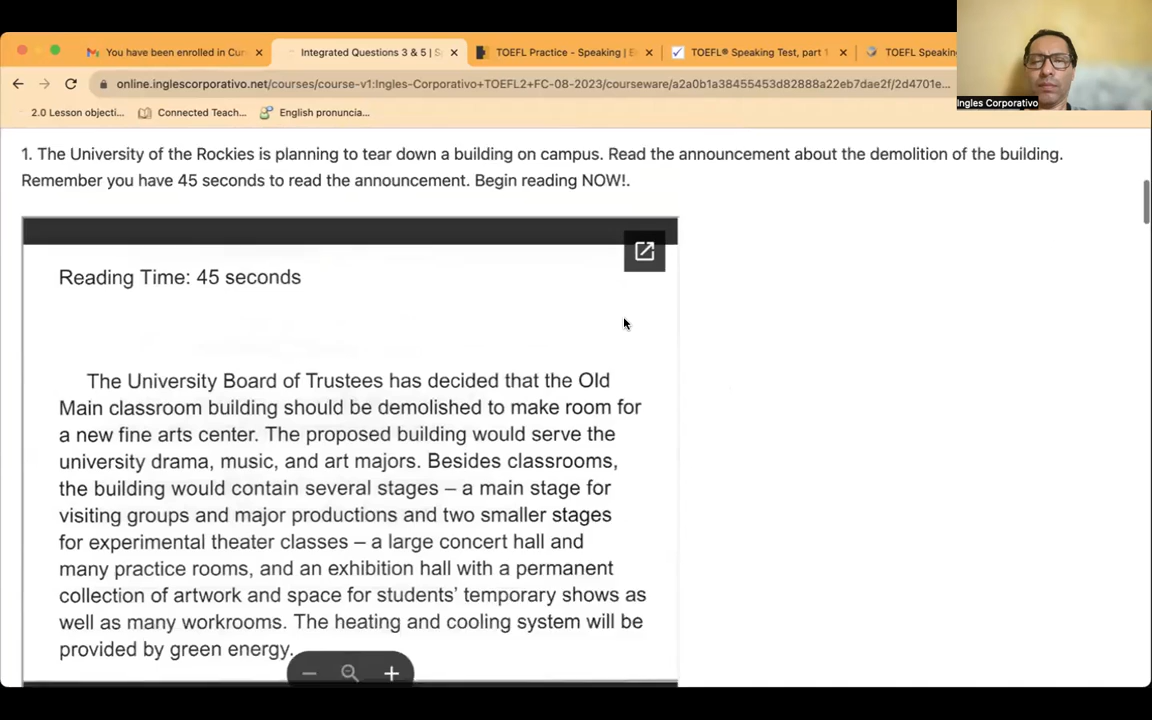 You have been enrolled in Cur
Integrated Questions 3 & 5 | S
TOEFL Practice - Speaking | E
TOEFL® Speaking Test, part 1
TOEFL Speakin
online.inglescorporativo.net/courses/course-v1:Ingles-Corporativo+TOEFL2+FC-08-2023/courseware/a2a0b1a38455453d82888a22eb7dae2f/2d4701e...
Ingles Corporativo
2.0 Lesson objecti...
Connected Teach...
English pronuncia...
1. The University of the Rockies is planning to tear down a building on campus. Read the announcement about the demolition of the building.
Remember you have 45 seconds to read the announcement. Begin reading NOW!.
Reading Time: 45 seconds
The University Board of Trustees has decided that the Old
Main classroom building should be demolished to make room for
a new fine arts center. The proposed building would serve the
university drama, music, and art majors. Besides classrooms,
the building would contain several stages – a main stage for
visiting groups and major productions and two smaller stages
for experimental theater classes – a large concert hall and
many practice rooms, and an exhibition hall with a permanent
collection of artwork and space for students' temporary shows as
well as many workrooms. The heating and cooling system will be
provided by green energy.